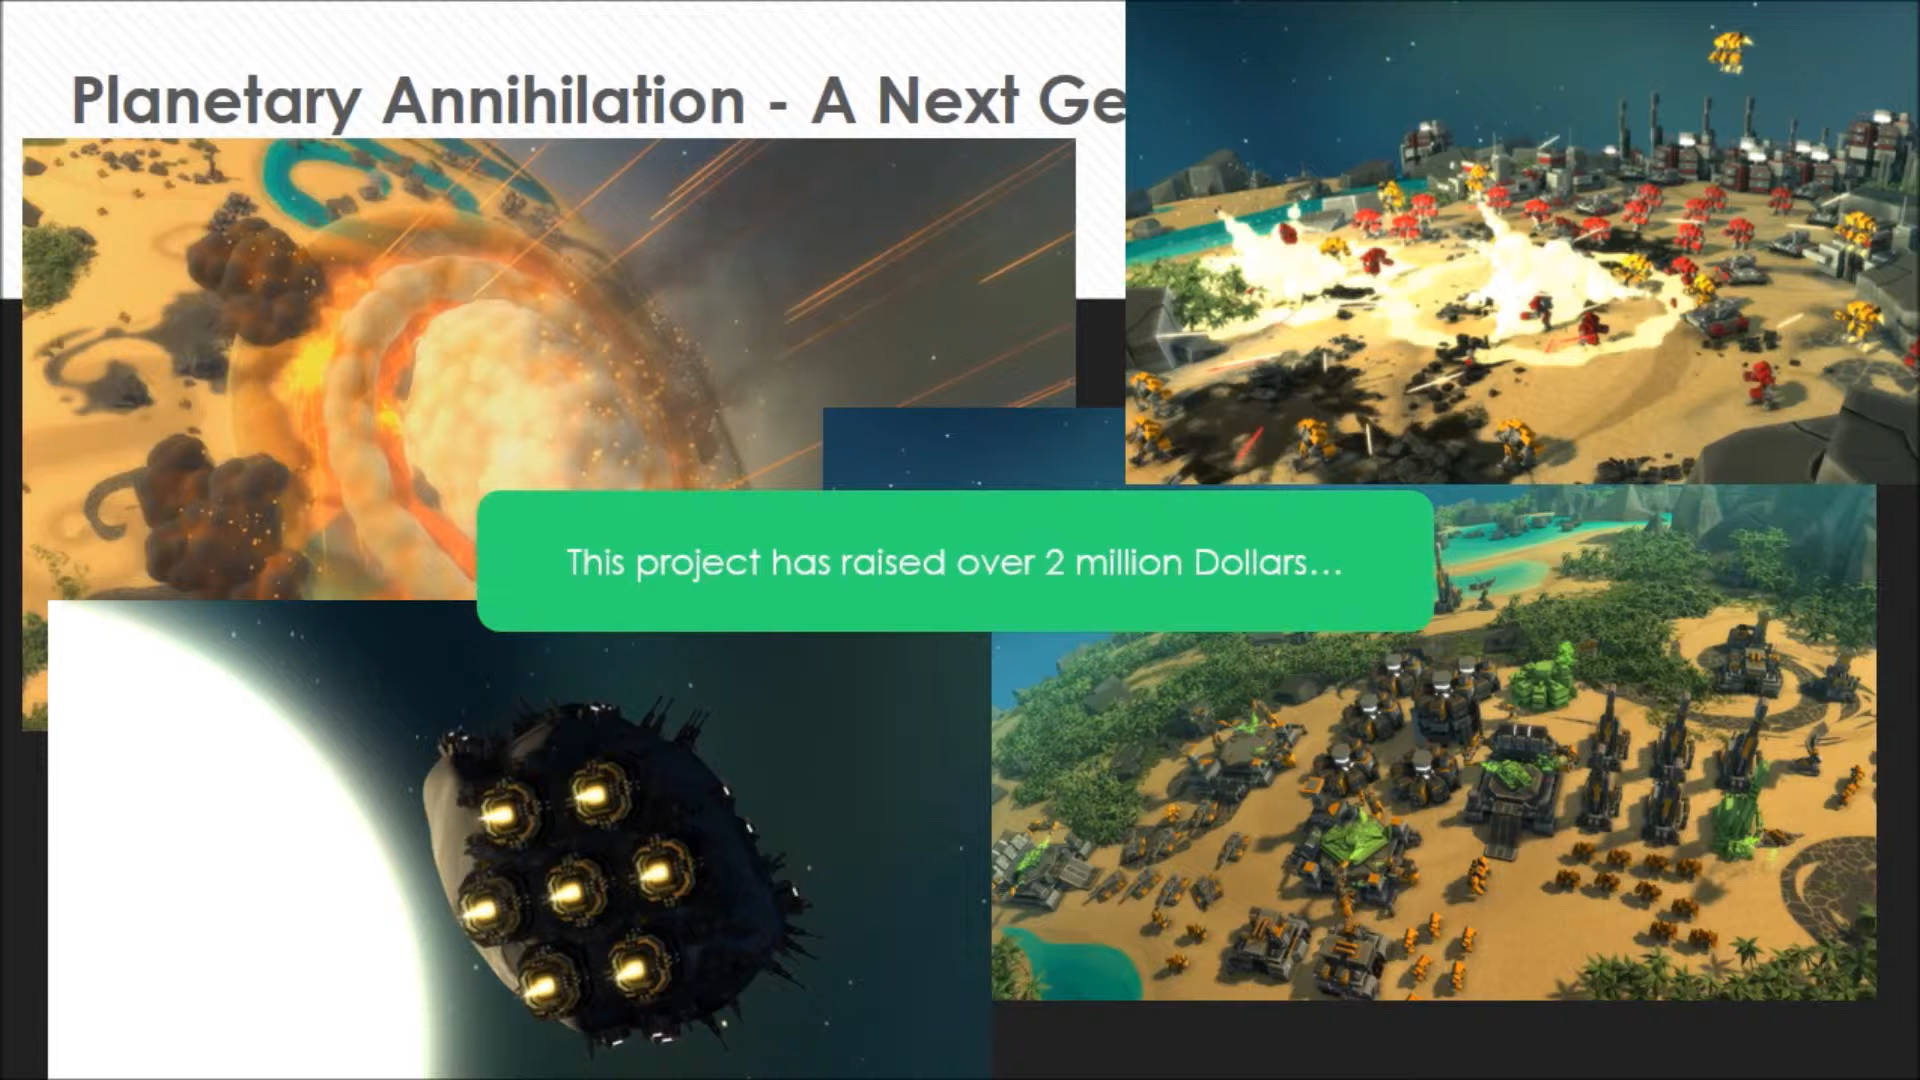 Planetary Annihilation - A Next Ge
This project has raised over 2 million Dollars...